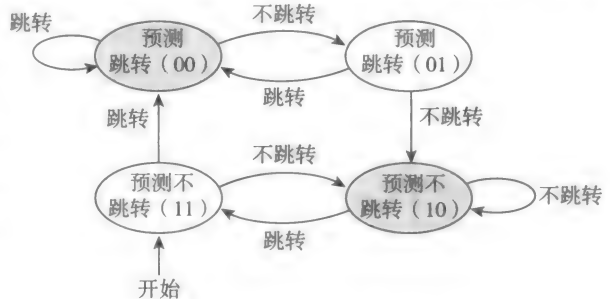 跳转
预测
跳转（00）
不跳转
预测
跳转（01）
跳转
跳转
不跳转
预测不
跳转（11）
不跳转
预测不
跳转（10）
不跳转
跳转
开始